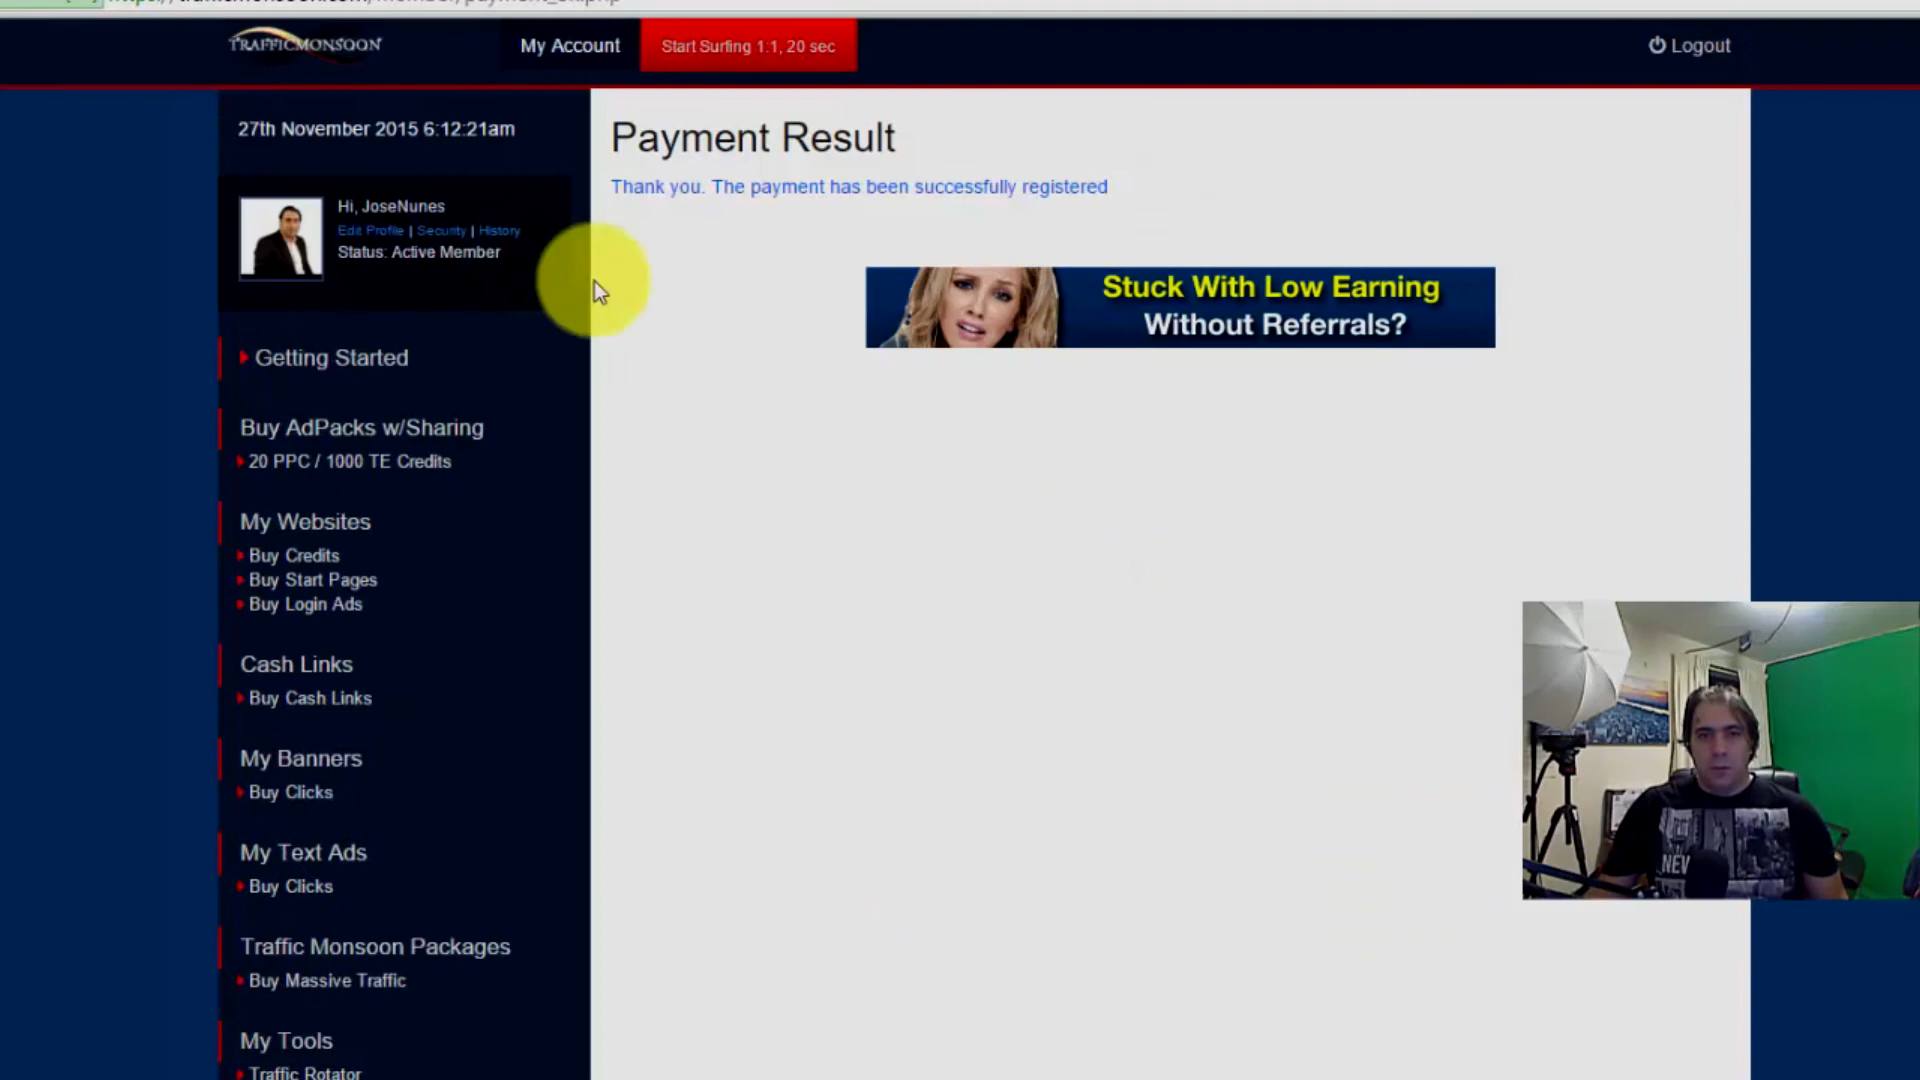 TRAFFICMONSOON
My Account
Start Surfing 1:1, 20 sec
Logout
27th November 2015 6:12:21am
Hi, JoseNunes
Edit Profile | Security | History
Status: Active Member
Getting Started
Buy AdPacks w/Sharing
20 PPC / 1000 TE Credits
My Websites
Buy Credits
Buy Start Pages
Buy Login Ads
Cash Links
Buy Cash Links
My Banners
Buy Clicks
My Text Ads
Buy Clicks
Traffic Monsoon Packages
Buy Massive Traffic
My Tools
Traffic Rotator
Payment Result
Thank you. The payment has been successfully registered
Stuck With Low Earning
Without Referrals?
NEW